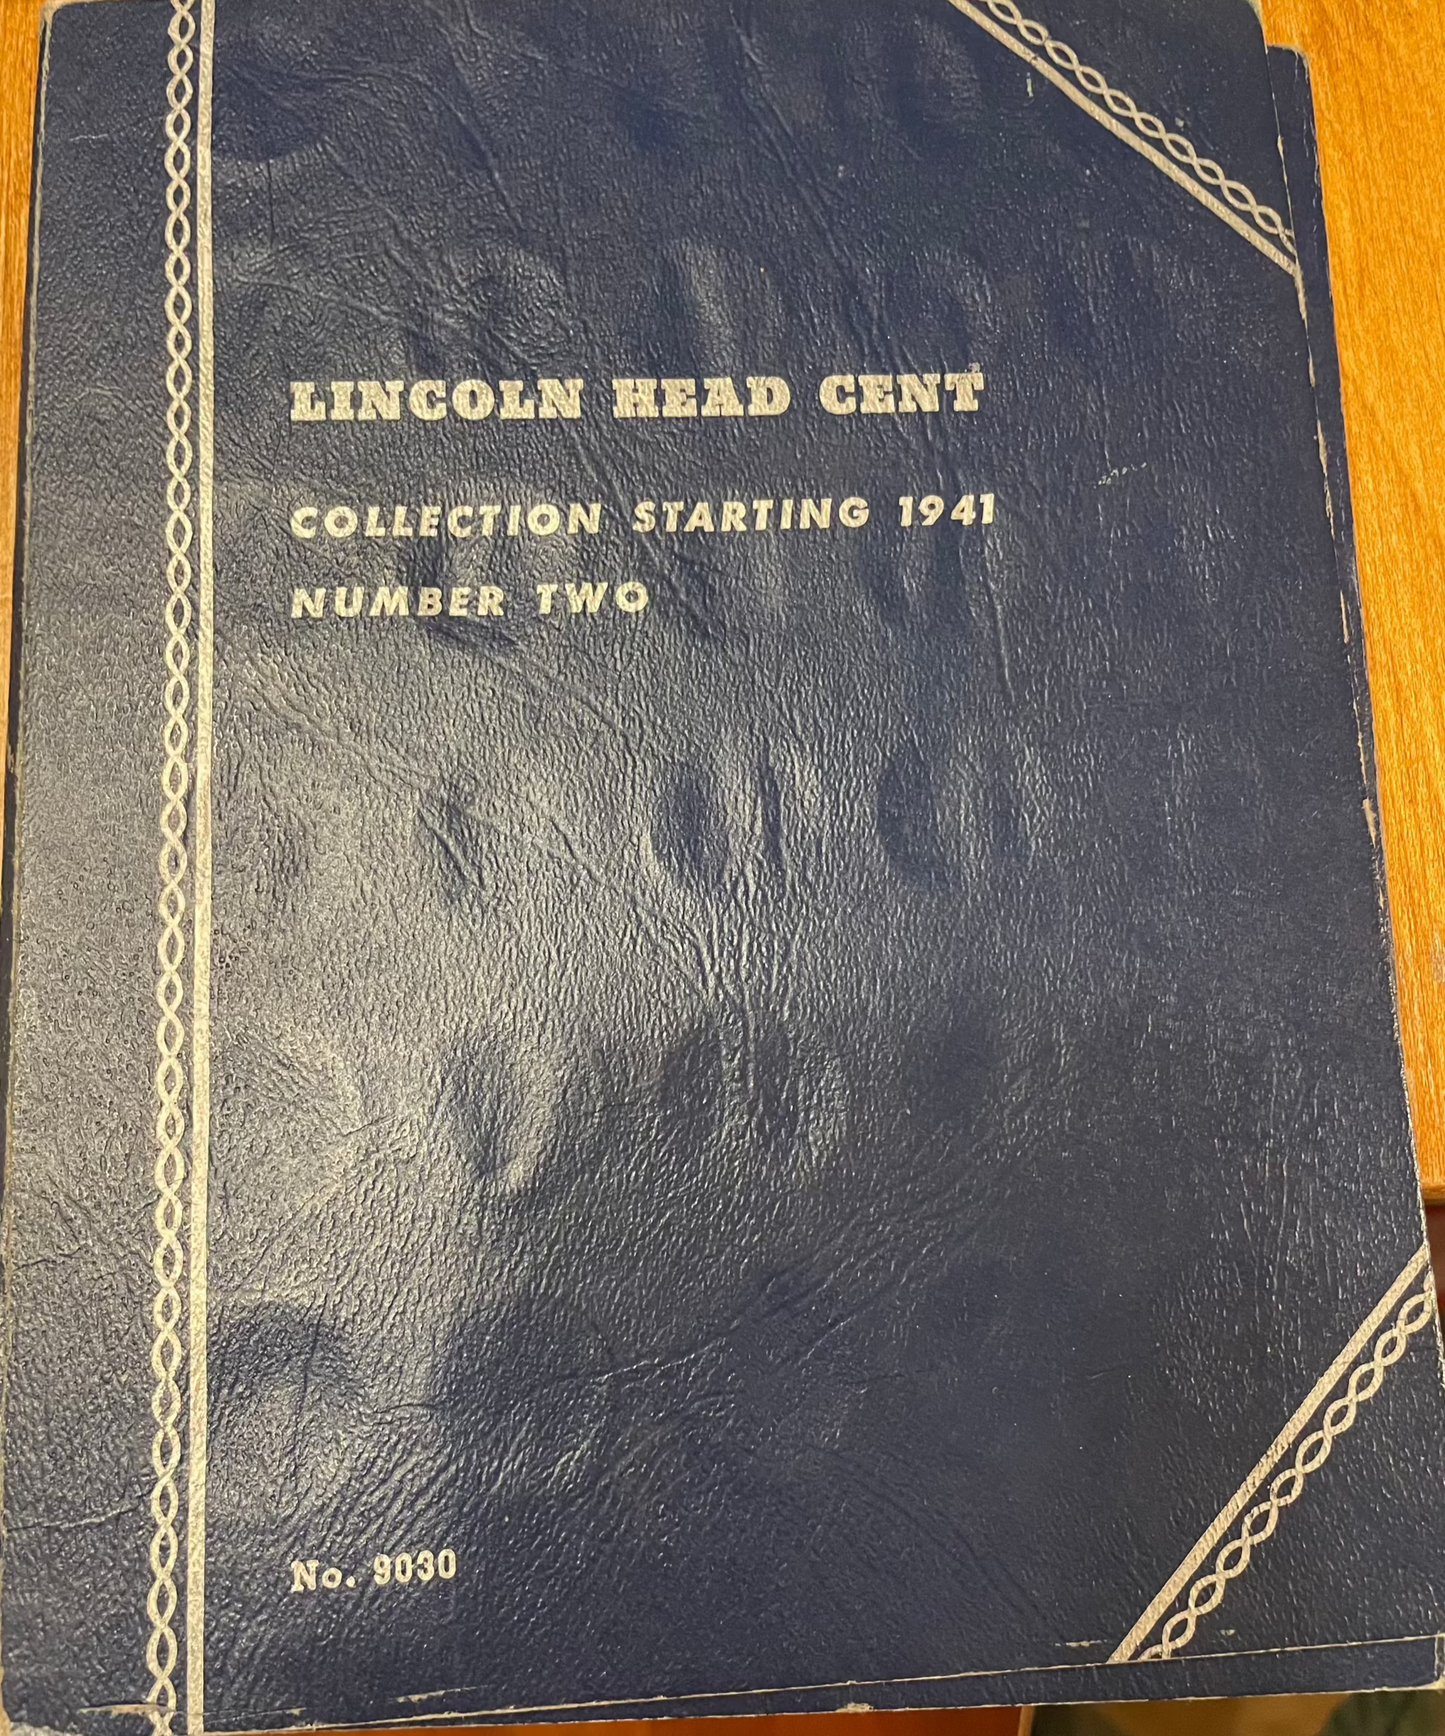 LINCOLN HEAD CENT
COLLECTION STARTING 1941
NUMBER TWO
No. 9030